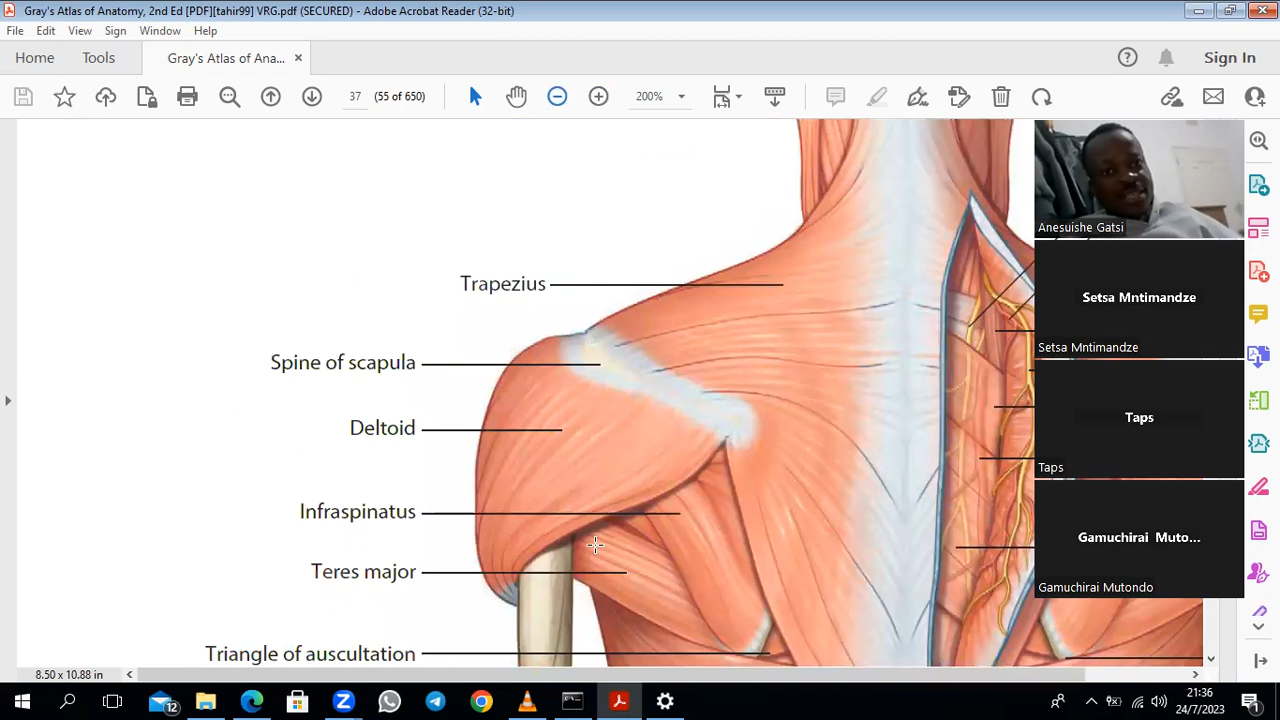 Gray's Atlas of Anatomy, 2nd Ed [PDF][tahir99] VRG.pdf (SECURED) - Adobe Acrobat Reader (32-bit)
File Edit View Sign Window Help
Home Tools Gray's Atlas of Ana... × Sign In
37 (55 of 650) 200%
Anesuishe Gatsi
Trapezius
Setsa Mntimandze
Setsa Mntimandze
Spine of scapula
Taps
Deltoid
Taps
Infraspinatus
Gamuchirai Muto...
Teres major
Gamuchirai Mutondo
Triangle of auscultation
8.50 x 10.88 in
12
21:36
24/7/2023
1